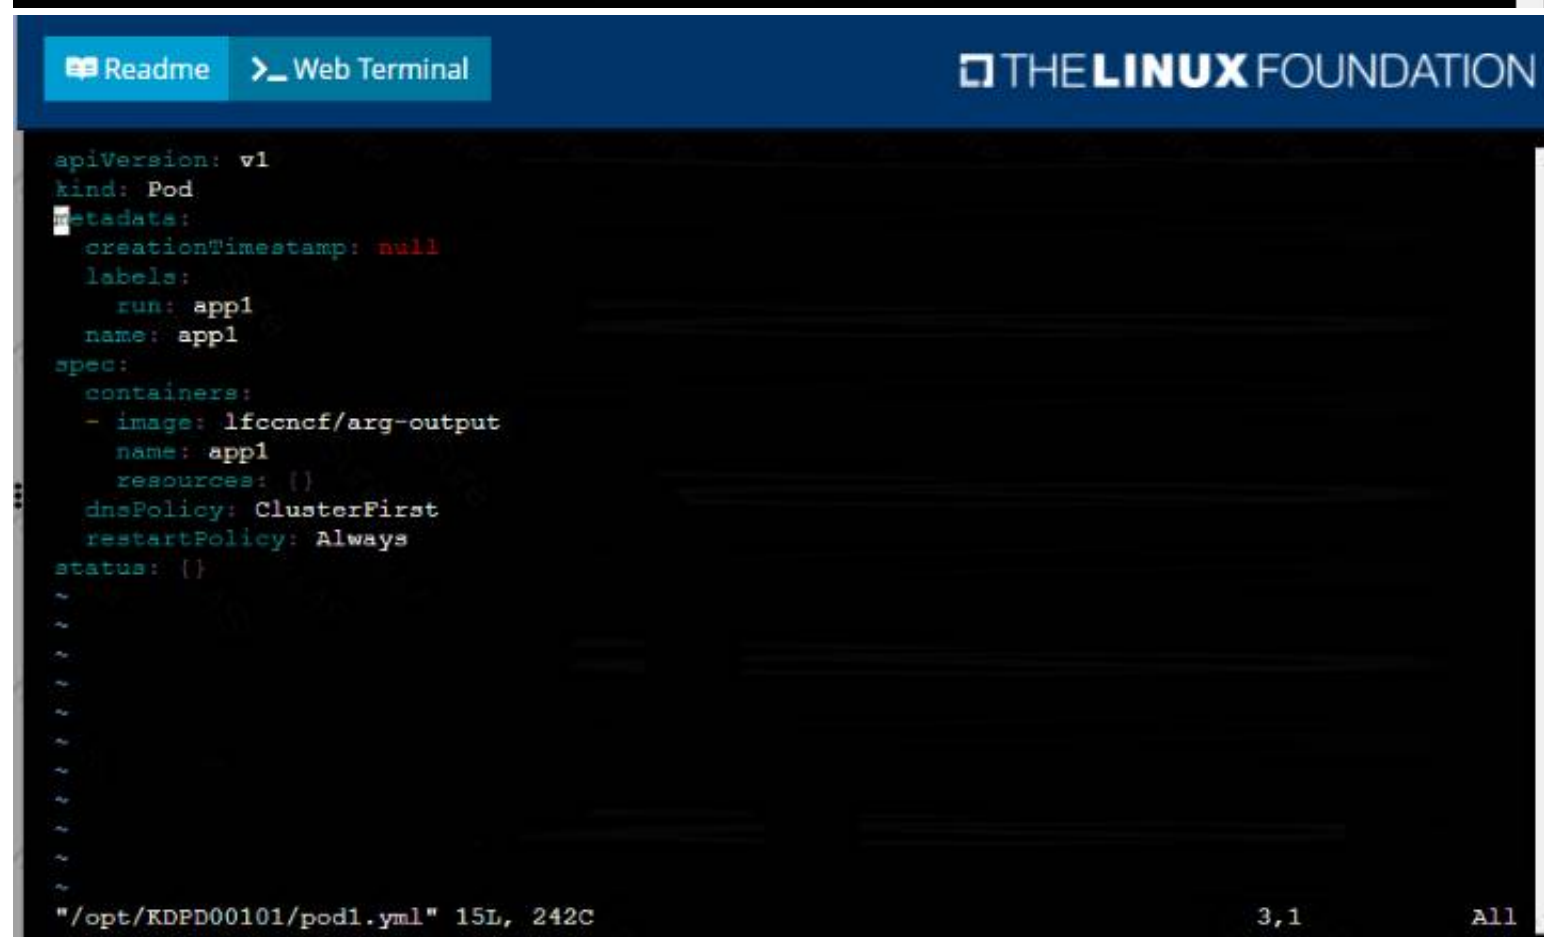 Readme >_ Web Terminal THE LINUX FOUNDATION
apiVersion: v1
kind: Pod
metadata:
  creationTimestamp: null
  labels:
    run: app1
  name: app1
spec:
  containers:
  - image: lfccncf/arg-output
    name: app1
    resources: {}
  dnsPolicy: ClusterFirst
  restartPolicy: Always
status: {}
~
~
~
~
~
~
~
~
~
~
~
"/opt/KDPD00101/pod1.yml" 15L, 242C 3,1 All